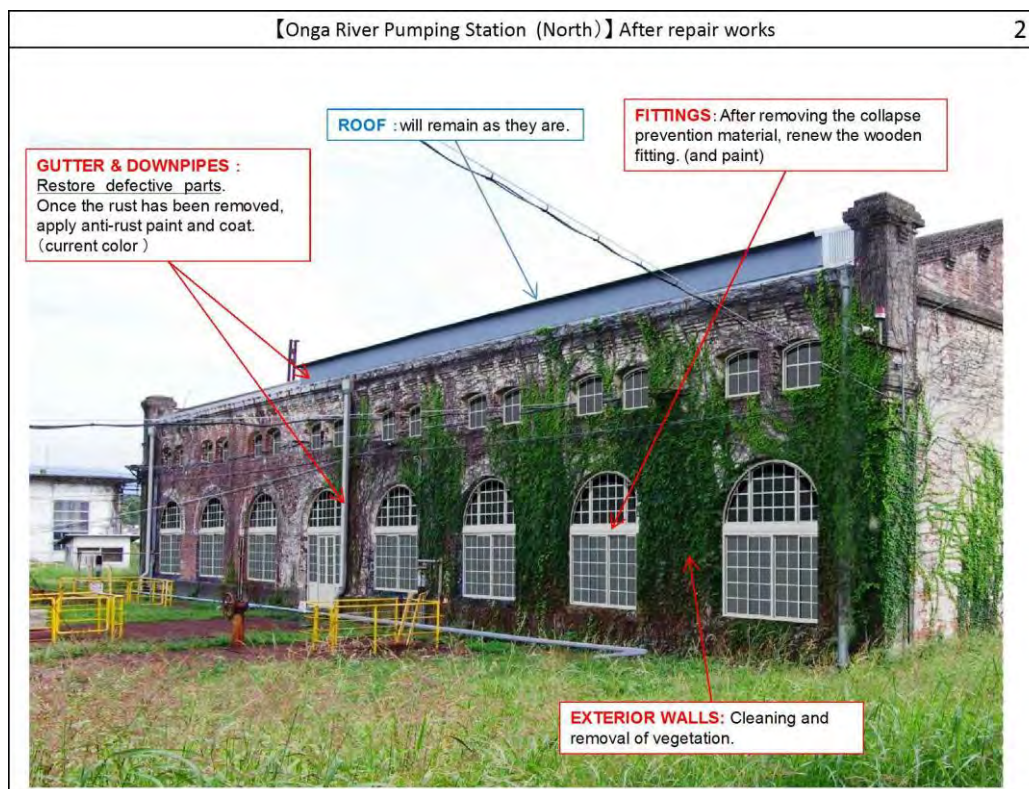 【Onga River Pumping Station (North)】After repair works
2
ROOF : will remain as they are.
FITTINGS: After removing the collapse
prevention material, renew the wooden
fitting. (and paint)
GUTTER & DOWNPIPES :
Restore defective parts.
Once the rust has been removed,
apply anti-rust paint and coat.
(current color )
EXTERIOR WALLS: Cleaning and
removal of vegetation.